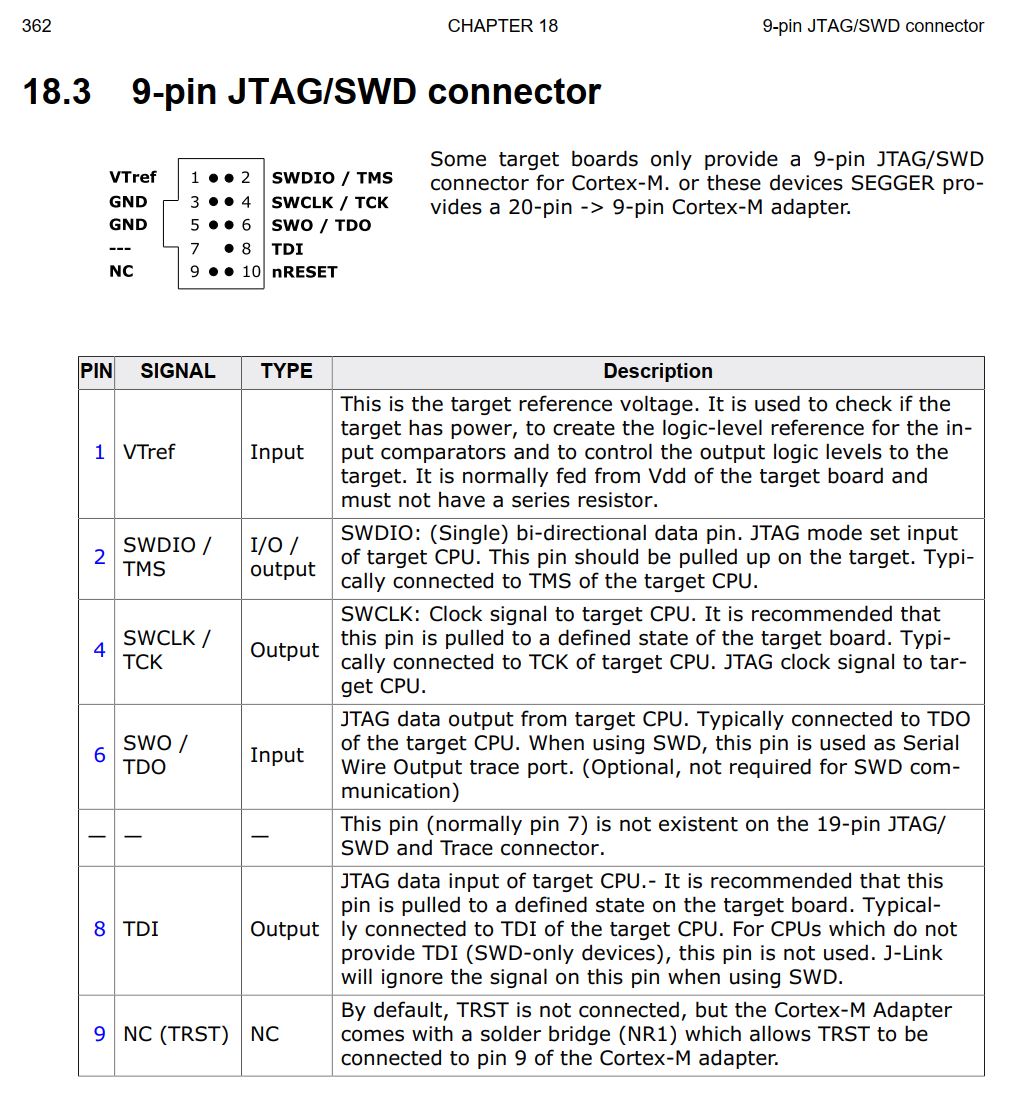 362 CHAPTER 18 9-pin JTAG/SWD connector
18.3 9-pin JTAG/SWD connector
VTref 1 ●● 2 SWDIO / TMS
GND 3 ●● 4 SWCLK / TCK
GND 5 ●● 6 SWO / TDO
--- 7 ● 8 TDI
NC 9 ●● 10 nRESET
Some target boards only provide a 9-pin JTAG/SWD
connector for Cortex-M. or these devices SEGGER pro-
vides a 20-pin -> 9-pin Cortex-M adapter.
PIN SIGNAL TYPE Description
1 VTref Input
This is the target reference voltage. It is used to check if the
target has power, to create the logic-level reference for the in-
put comparators and to control the output logic levels to the
target. It is normally fed from Vdd of the target board and
must not have a series resistor.
2
SWDIO /
TMS
I/O /
output
SWDIO: (Single) bi-directional data pin. JTAG mode set input
of target CPU. This pin should be pulled up on the target. Typi-
cally connected to TMS of the target CPU.
4
SWCLK /
TCK
Output
SWCLK: Clock signal to target CPU. It is recommended that
this pin is pulled to a defined state of the target board. Typi-
cally connected to TCK of target CPU. JTAG clock signal to tar-
get CPU.
6
SWO /
TDO
Input
JTAG data output from target CPU. Typically connected to TDO
of the target CPU. When using SWD, this pin is used as Serial
Wire Output trace port. (Optional, not required for SWD com-
munication)
— — —
This pin (normally pin 7) is not existent on the 19-pin JTAG/
SWD and Trace connector.
8 TDI Output
JTAG data input of target CPU.- It is recommended that this
pin is pulled to a defined state on the target board. Typical-
ly connected to TDI of the target CPU. For CPUs which do not
provide TDI (SWD-only devices), this pin is not used. J-Link
will ignore the signal on this pin when using SWD.
9 NC (TRST) NC
By default, TRST is not connected, but the Cortex-M Adapter
comes with a solder bridge (NR1) which allows TRST to be
connected to pin 9 of the Cortex-M adapter.